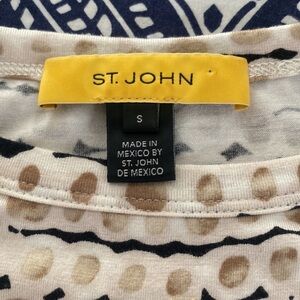 ST. JOHN
S
MADE IN
MEXICO BY
ST. JOHN
DE MEXICO